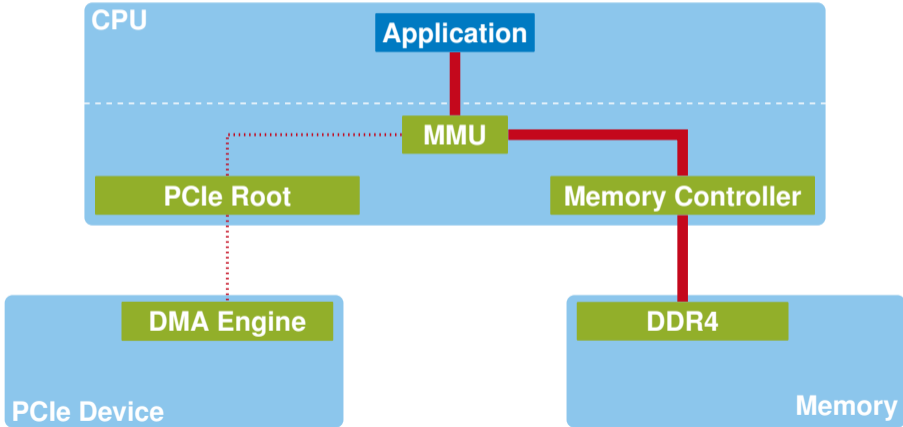 CPU
Application
MMU
PCIe Root
Memory Controller
DMA Engine
DDR4
PCIe Device
Memory